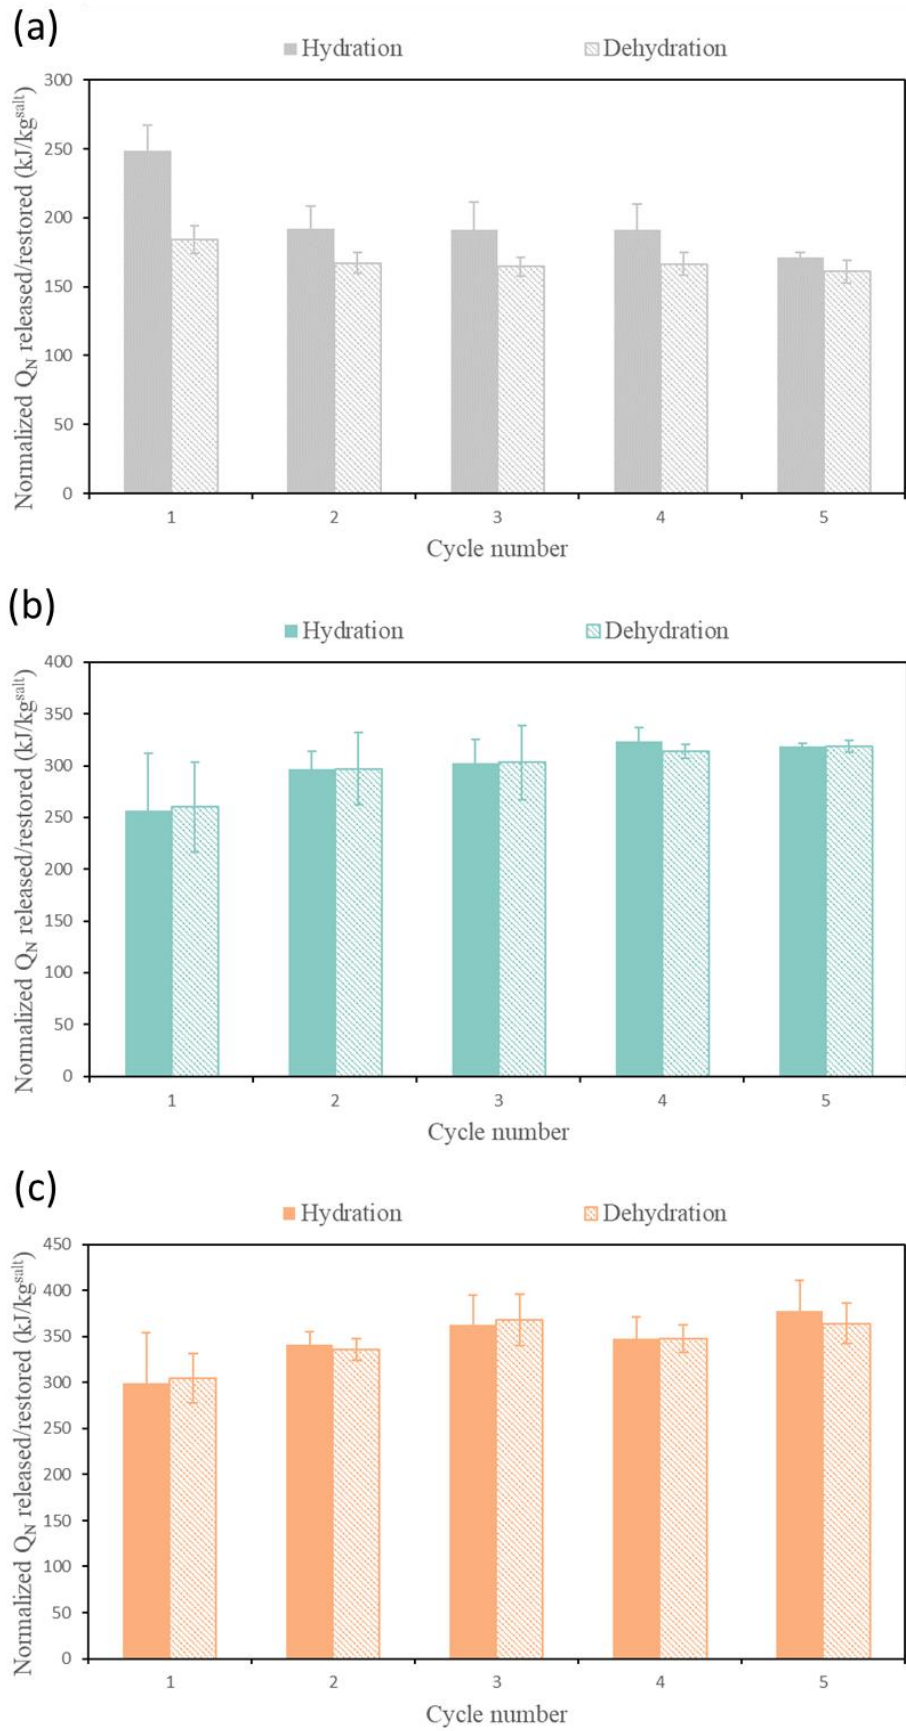 (a)
Hydration Dehydration
Normalized QN released/restored (kJ/kgsalt)
300
250
200
150
100
50
0
1 2 3 4 5
Cycle number
(b)
Hydration Dehydration
Normalized QN released/restored (kJ/kgsalt)
400
350
300
250
200
150
100
50
0
1 2 3 4 5
Cycle number
(c)
Hydration Dehydration
Normalized QN released/restored (kJ/kgsalt)
450
400
350
300
250
200
150
100
50
0
1 2 3 4 5
Cycle number